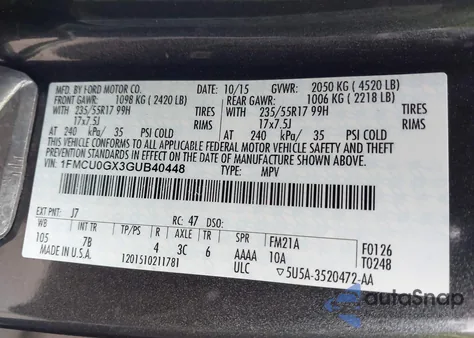 MFD. BY FORD MOTOR CO. 10/15 GVWR: 2050 KG ( 4520 LB)
FRONT GAWR: 1098 KG ( 2420 LB) REAR GAWR: 1006 KG ( 2218 LB)
WITH 235/55R17 99H TIRES WITH 235/55R17 99H TIRES
17x7.5J 17x7.5J
AT 240 kPa/ 35 PSI COLD AT 240 kPa/ 35 PSI COLD
THIS VEHICLE CONFORMS TO ALL APPLICABLE FEDERAL MOTOR VEHICLE SAFETY, BUMPER,
AND THEFT PREVENTION STANDARDS IN EFFECT ON THE DATE OF MANUFACTURE SHOWN ABOVE.
VIN: 1FMCU0GX3GUB40448 TYPE: MPV
EXT PNT: J7 RC: 47 DSO:
WB INT TR TP/PS R AXLE TR SPR FM21A F0126
105 7B 4 3C 6 AAAA 10A T0248
MADE IN U.S.A. 1201510211781 ULC ▽5U5A-3520472-AA
autoSnap